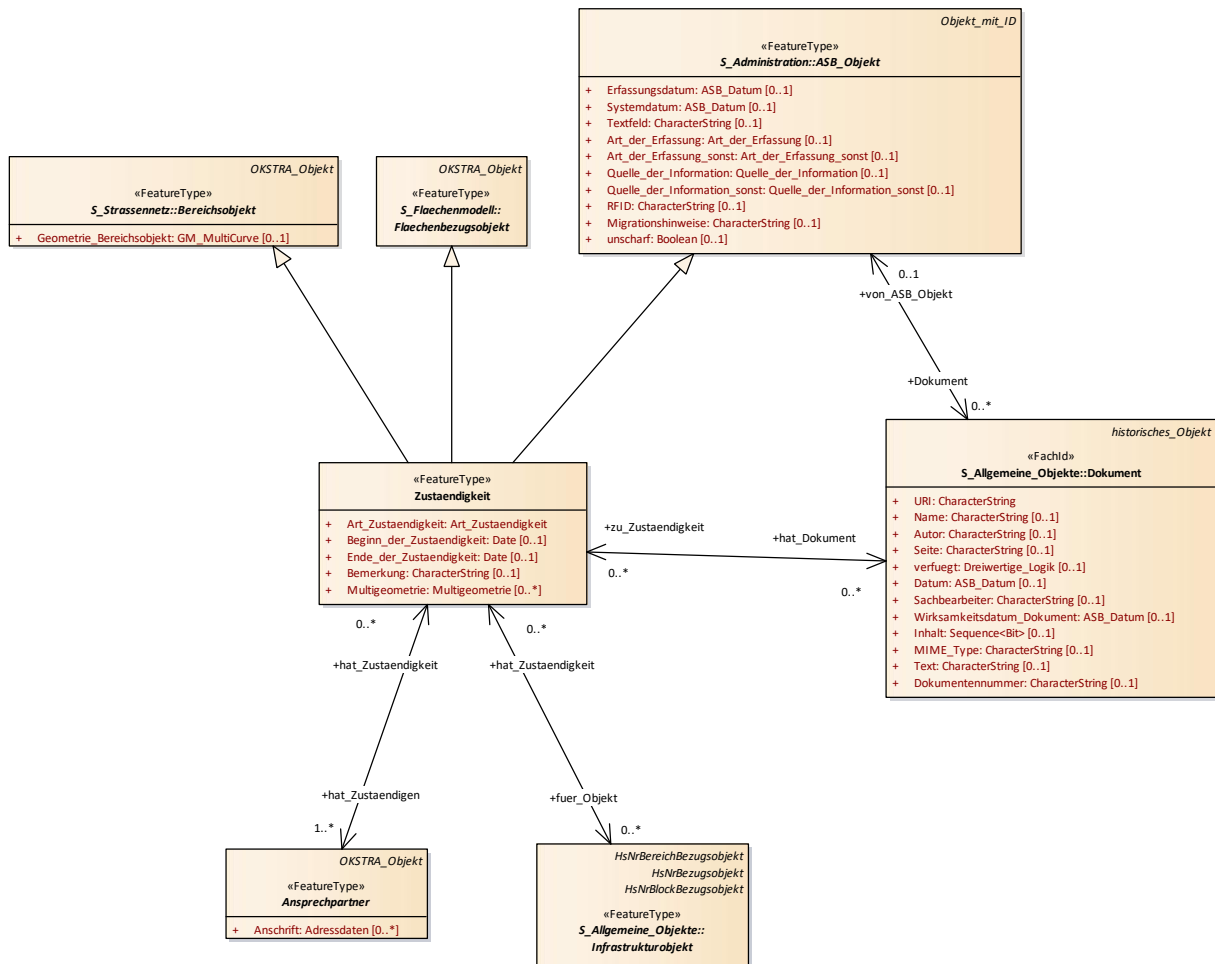 Objekt_mit_ID
«FeatureType»
S_Administration::ASB_Objekt
+ Erfassungsdatum: ASB_Datum [0..1]
+ Systemdatum: ASB_Datum [0..1]
+ Textfeld: CharacterString [0..1]
+ Art_der_Erfassung: Art_der_Erfassung [0..1]
+ Art_der_Erfassung_sonst: Art_der_Erfassung_sonst [0..1]
+ Quelle_der_Information: Quelle_der_Information [0..1]
+ Quelle_der_Information_sonst: Quelle_der_Information_sonst [0..1]
+ RFID: CharacterString [0..1]
+ Migrationshinweise: CharacterString [0..1]
+ unscharf: Boolean [0..1]
OKSTRA_Objekt
«FeatureType»
S_Strassennetz::Bereichsobjekt
+ Geometrie_Bereichsobjekt: GM_MultiCurve [0..1]
OKSTRA_Objekt
«FeatureType»
S_Flaechenmodell::
Flaechenbezugsobjekt
0..1
+von_ASB_Objekt
+Dokument
0..*
historisches_Objekt
«FachId»
S_Allgemeine_Objekte::Dokument
+ URI: CharacterString
+ Name: CharacterString [0..1]
+ Autor: CharacterString [0..1]
+ Seite: CharacterString [0..1]
+ verfuegt: Dreiwertige_Logik [0..1]
+ Datum: ASB_Datum [0..1]
+ Sachbearbeiter: CharacterString [0..1]
+ Wirksamkeitsdatum_Dokument: ASB_Datum [0..1]
+ Inhalt: Sequence<Bit> [0..1]
+ MIME_Type: CharacterString [0..1]
+ Text: CharacterString [0..1]
+ Dokumentennummer: CharacterString [0..1]
«FeatureType»
Zustaendigkeit
+ Art_Zustaendigkeit: Art_Zustaendigkeit
+ Beginn_der_Zustaendigkeit: Date [0..1]
+ Ende_der_Zustaendigkeit: Date [0..1]
+ Bemerkung: CharacterString [0..1]
+ Multigeometrie: Multigeometrie [0..*]
+zu_Zustaendigkeit
0..*
+hat_Dokument
0..*
0..*
+hat_Zustaendigkeit
0..*
+hat_Zustaendigkeit
+hat_Zustaendigen
1..*
+fuer_Objekt
0..*
OKSTRA_Objekt
«FeatureType»
Ansprechpartner
+ Anschrift: Adressdaten [0..*]
HsNrBereichBezugsobjekt
HsNrBezugsobjekt
HsNrBlockBezugsobjekt
«FeatureType»
S_Allgemeine_Objekte::
Infrastrukturobjekt